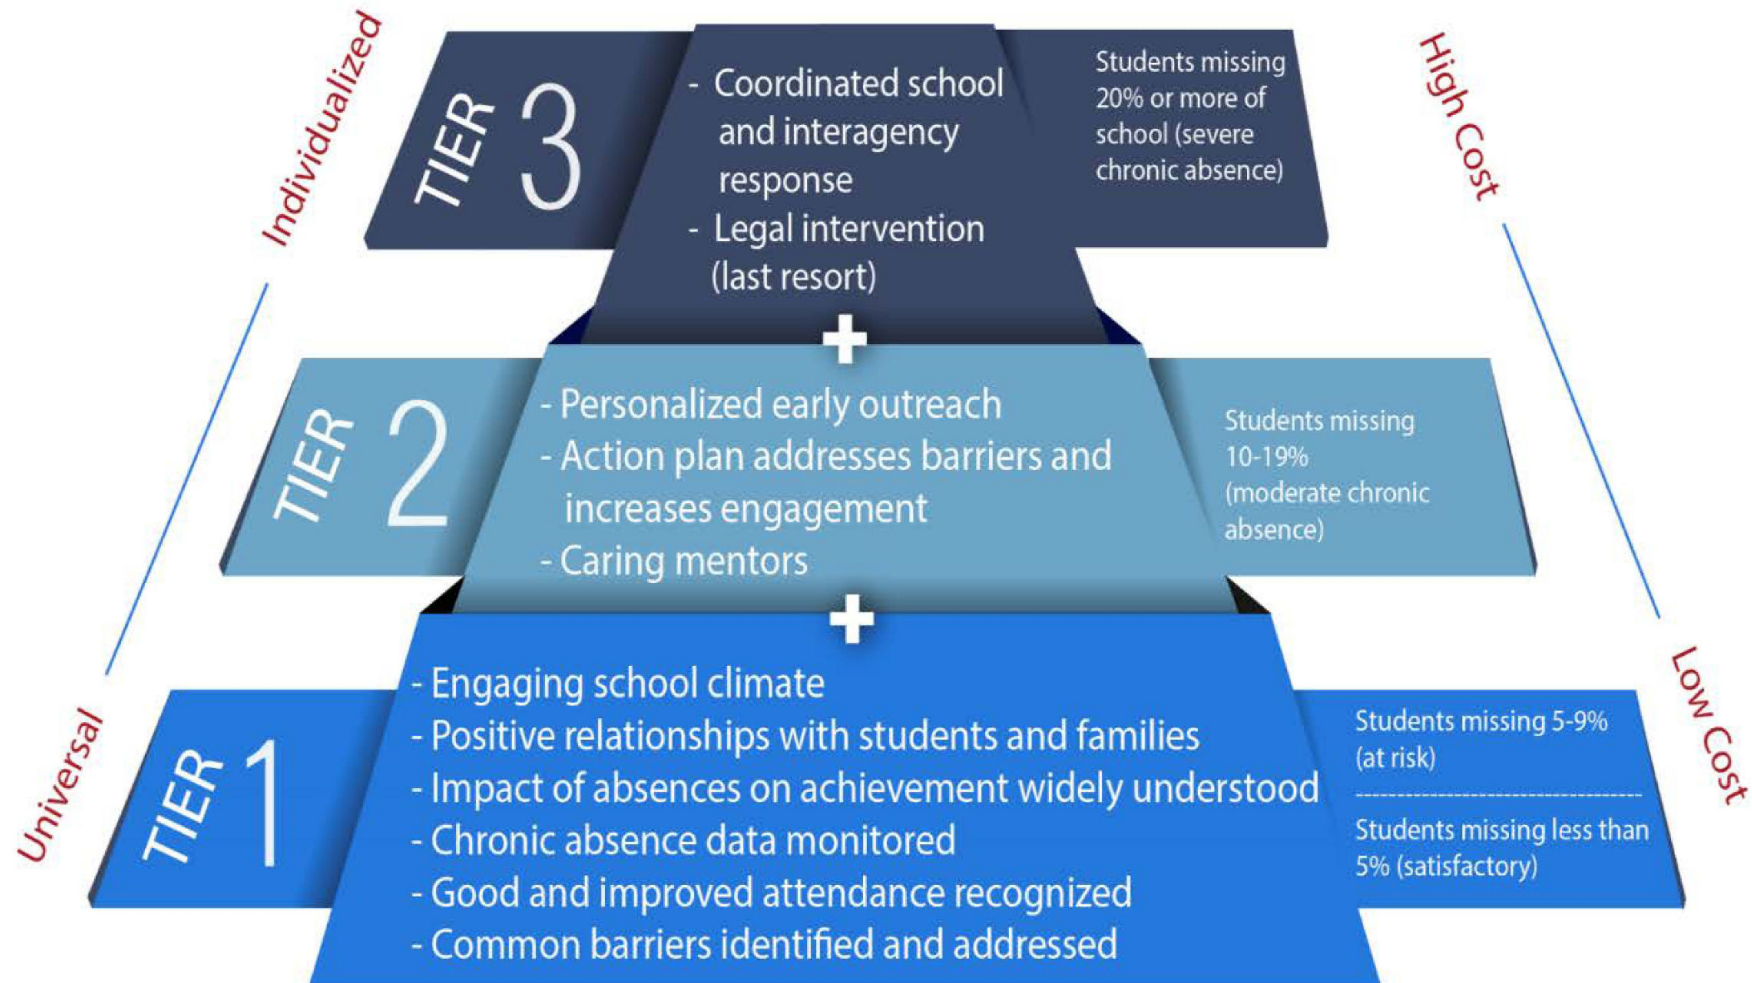 Individualized
TIER 3
- Coordinated school
and interagency
response
- Legal intervention
(last resort)
Students missing
20% or more of
school (severe
chronic absence)
High Cost
+
TIER 2
- Personalized early outreach
- Action plan addresses barriers and
increases engagement
- Caring mentors
Students missing
10-19%
(moderate chronic
absence)
+
Universal
TIER 1
- Engaging school climate
- Positive relationships with students and families
- Impact of absences on achievement widely understood
- Chronic absence data monitored
- Good and improved attendance recognized
- Common barriers identified and addressed
Students missing 5-9%
(at risk)
-----------------------------------
Students missing less than
5% (satisfactory)
Low Cost